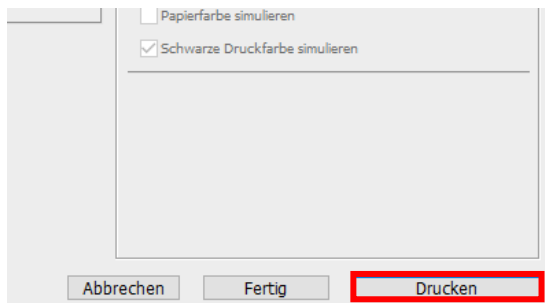 Papierfarbe simulieren
Schwarze Druckfarbe simulieren
Abbrechen Fertig Drucken